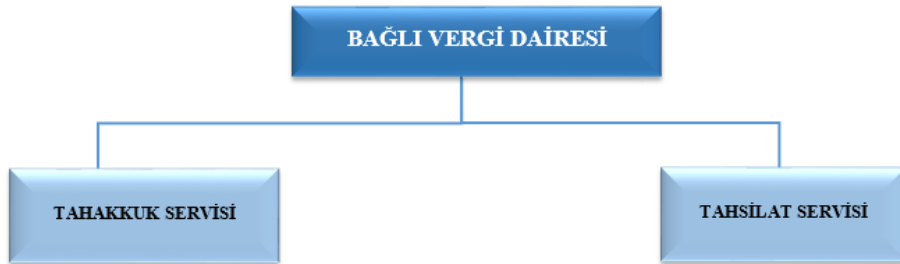 BAĞLI VERGİ DAİRESİ
TAHAKKUK SERVİSİ
TAHSİLAT SERVİSİ